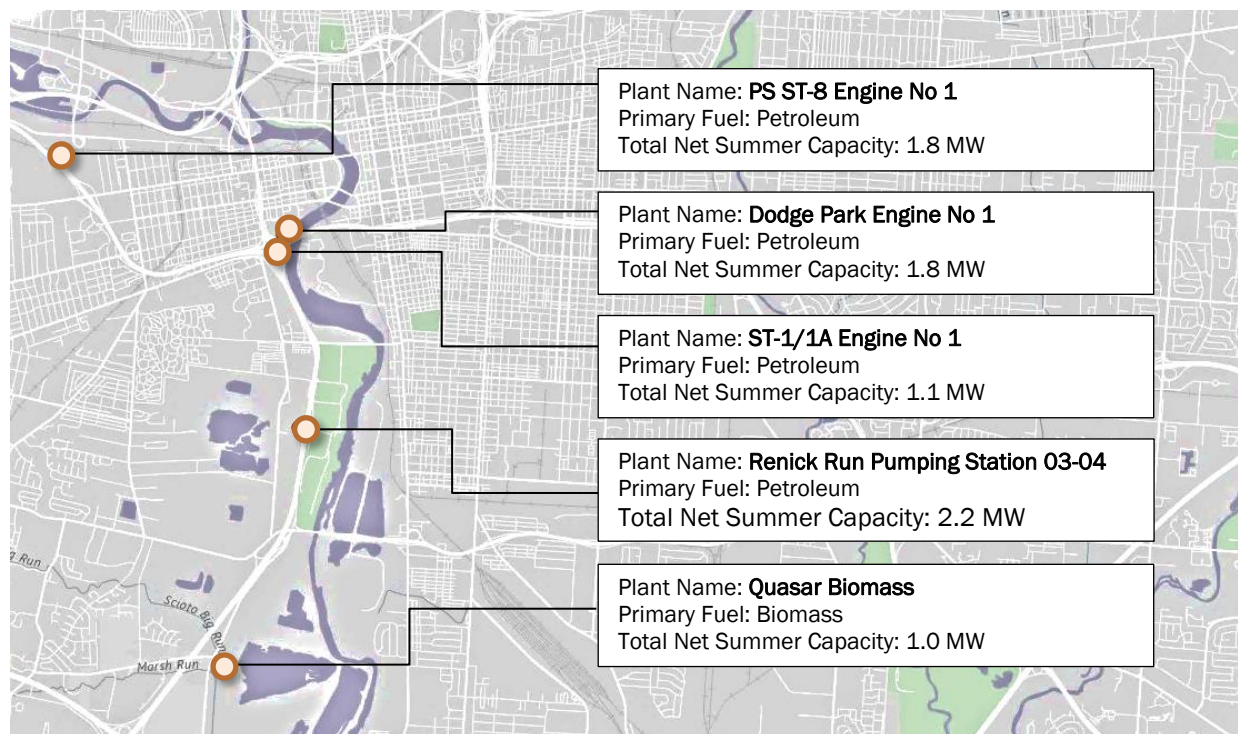 Plant Name: PS ST-8 Engine No 1
Primary Fuel: Petroleum
Total Net Summer Capacity: 1.8 MW
Plant Name: Dodge Park Engine No 1
Primary Fuel: Petroleum
Total Net Summer Capacity: 1.8 MW
Plant Name: ST-1/1A Engine No 1
Primary Fuel: Petroleum
Total Net Summer Capacity: 1.1 MW
Plant Name: Renick Run Pumping Station 03-04
Primary Fuel: Petroleum
Total Net Summer Capacity: 2.2 MW
Plant Name: Quasar Biomass
Primary Fuel: Biomass
Total Net Summer Capacity: 1.0 MW
Run
Scioto Big Run
Marsh Run